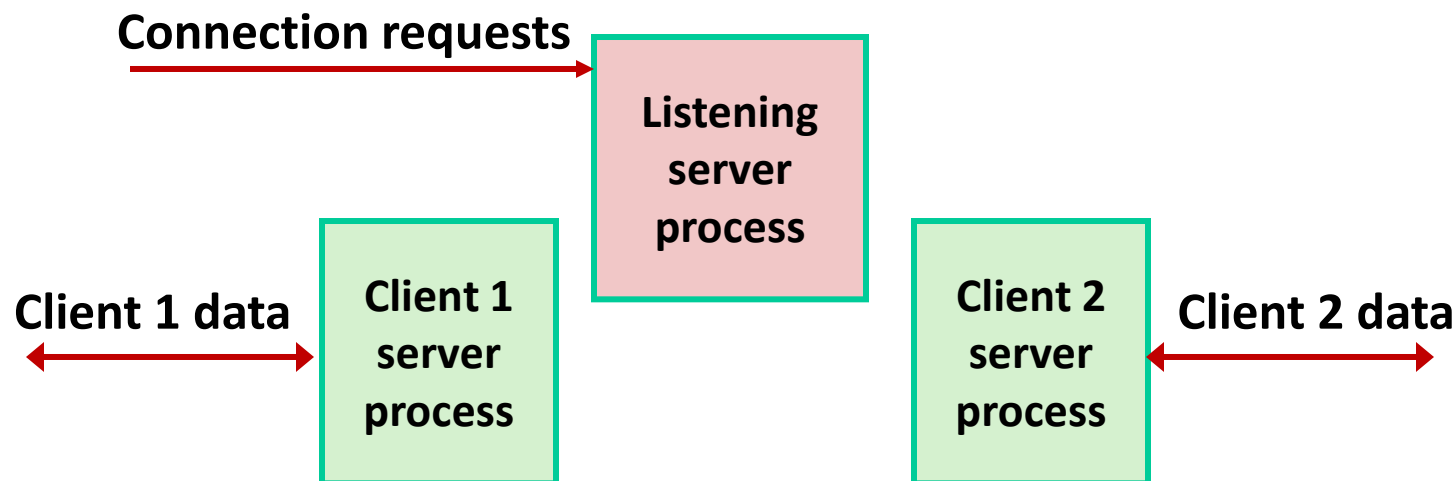 Connection requests
Listening
server
process
Client 1 data
Client 1
server
process
Client 2
server
process
Client 2 data